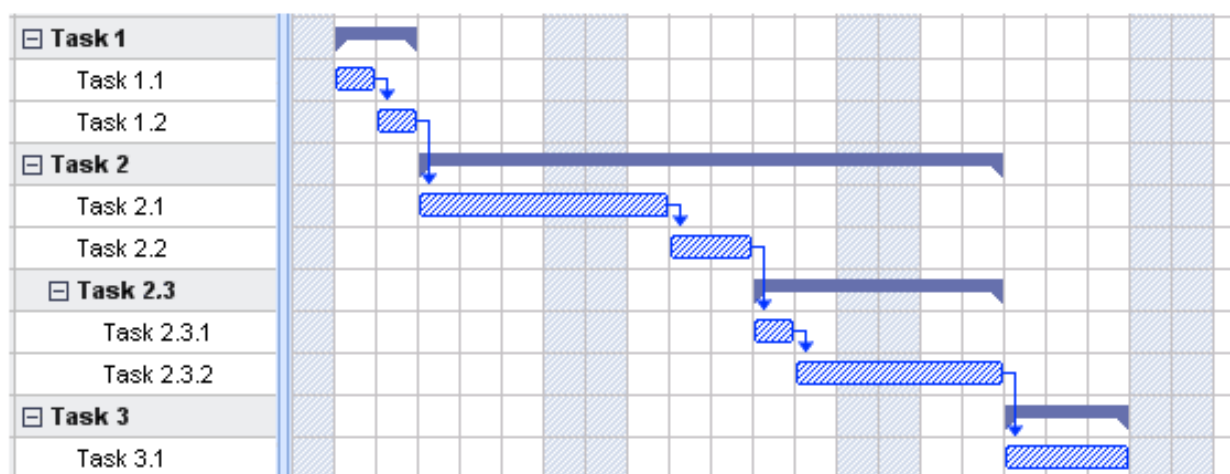 Task 1
Task 1.1
Task 1.2
Task 2
Task 2.1
Task 2.2
Task 2.3
Task 2.3.1
Task 2.3.2
Task 3
Task 3.1